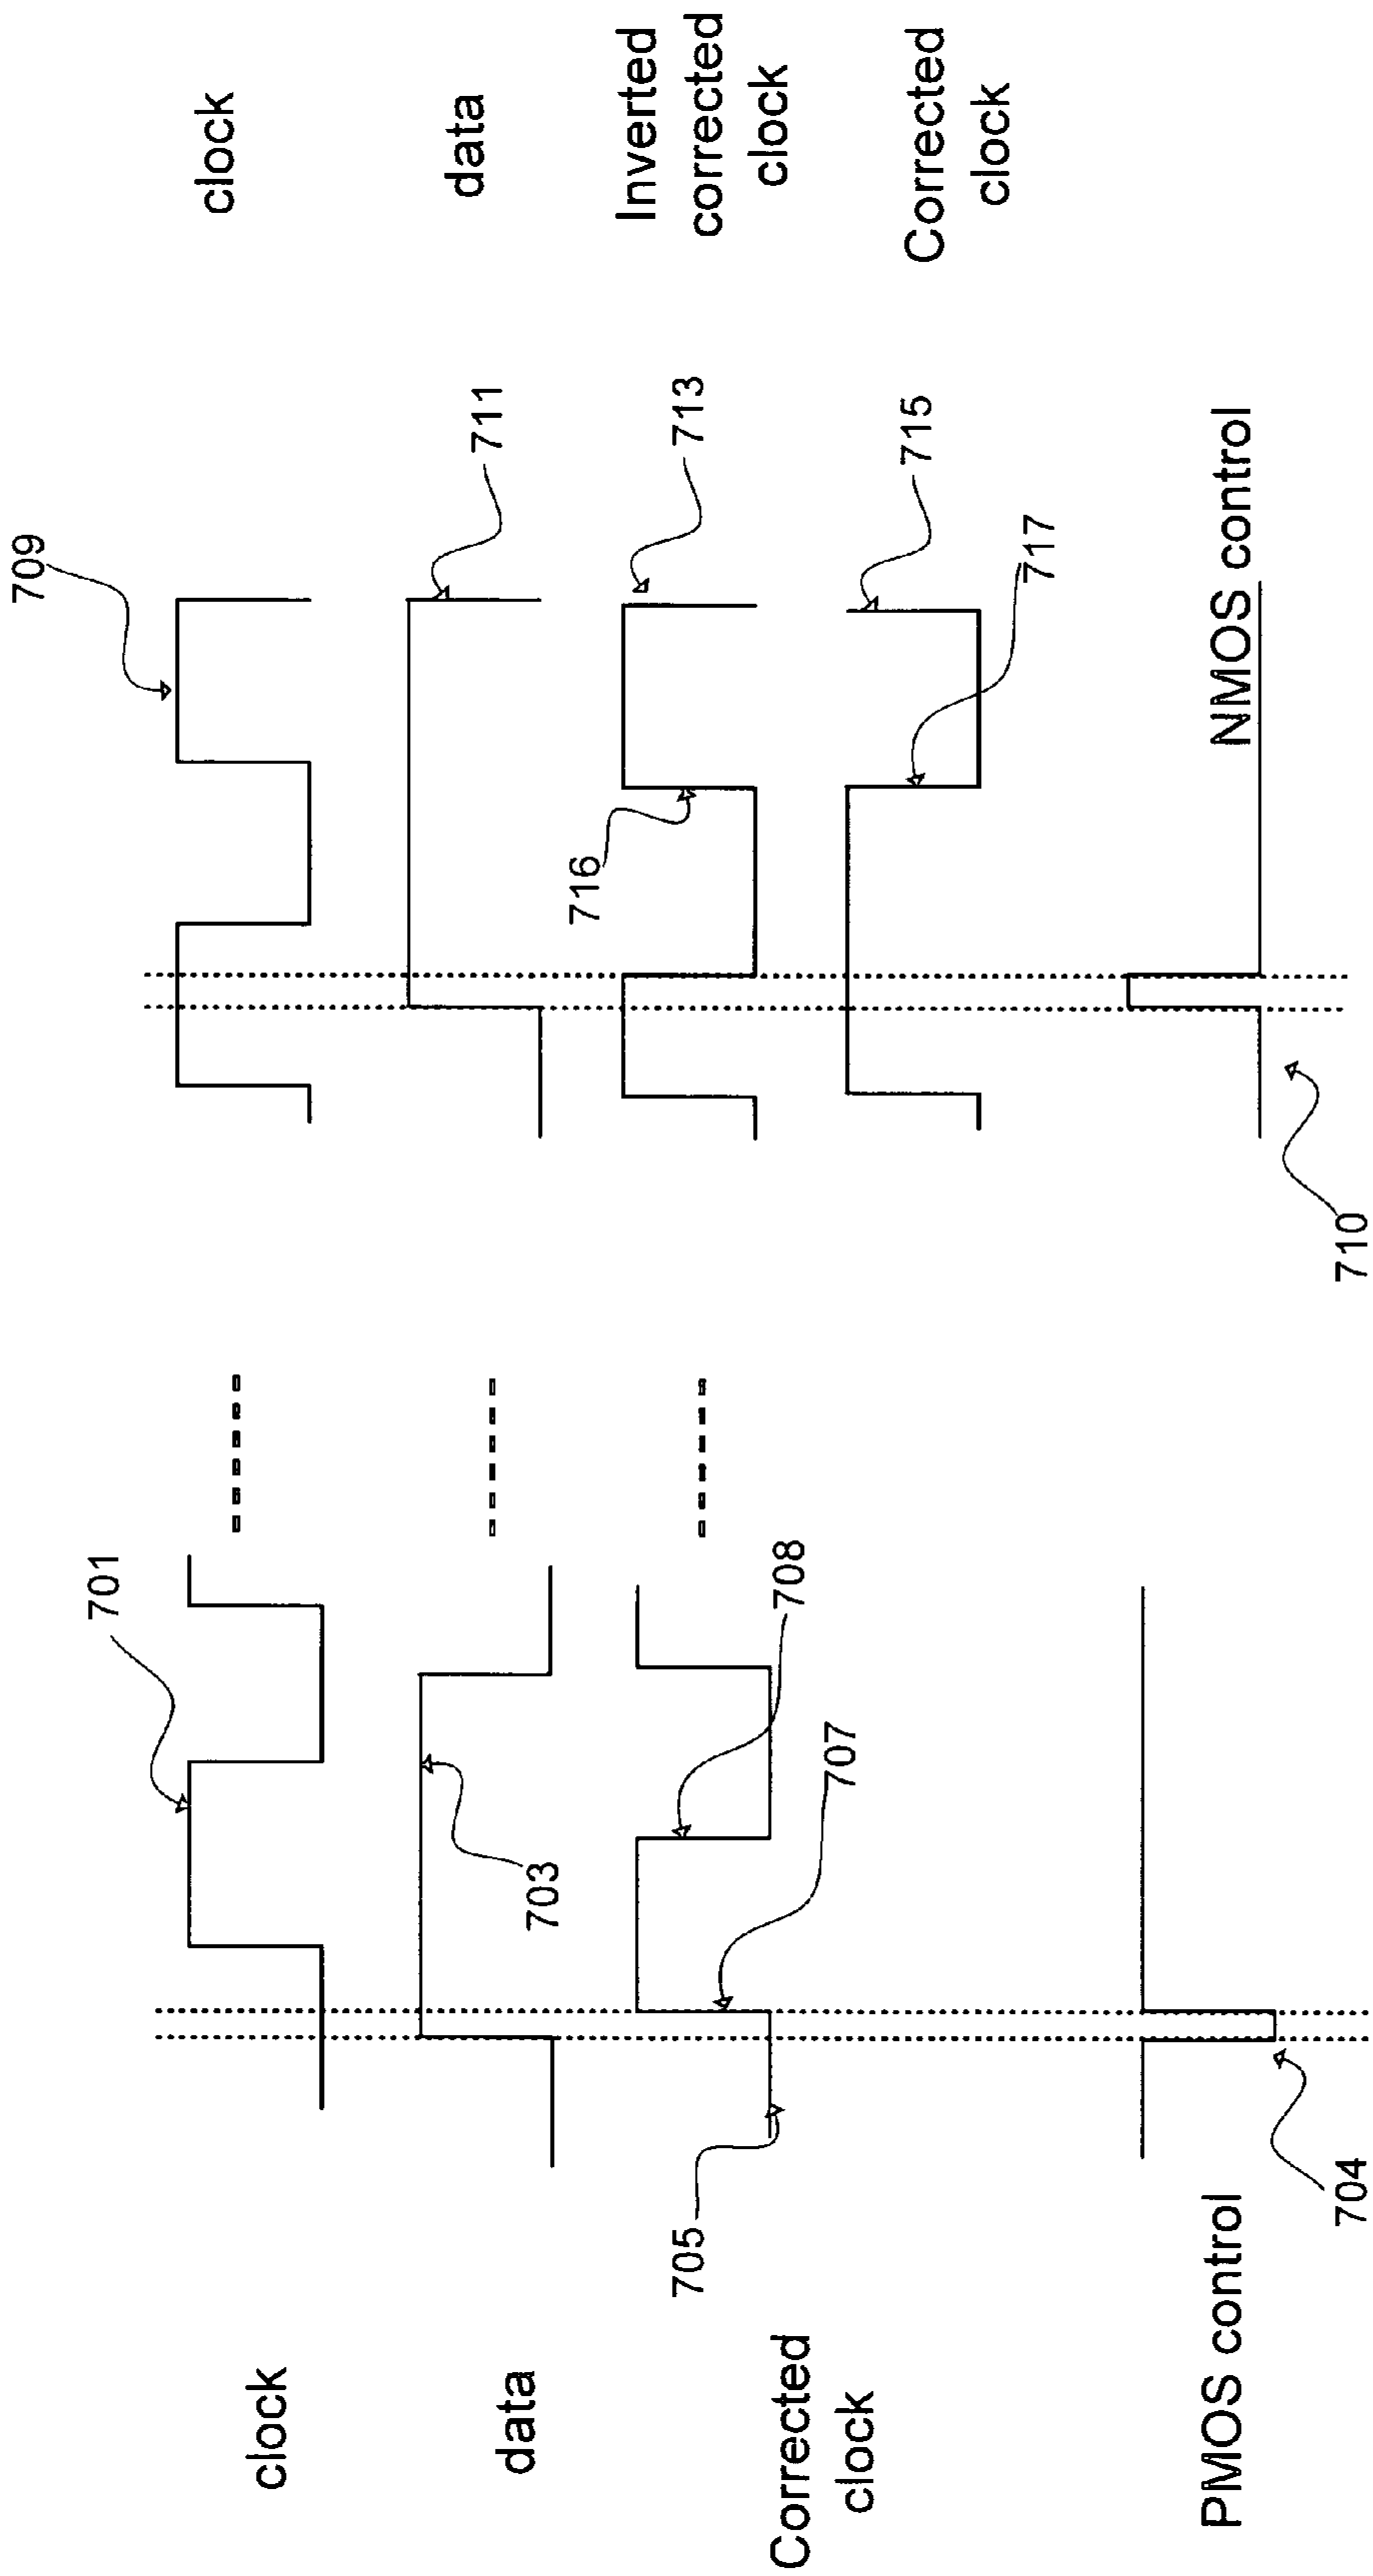 clock
701
709
clock
data
703
711
data
705
Corrected
clock
707
708
716
713
Inverted
corrected
clock
717
715
Corrected
clock
PMOS control
704
710
NMOS control